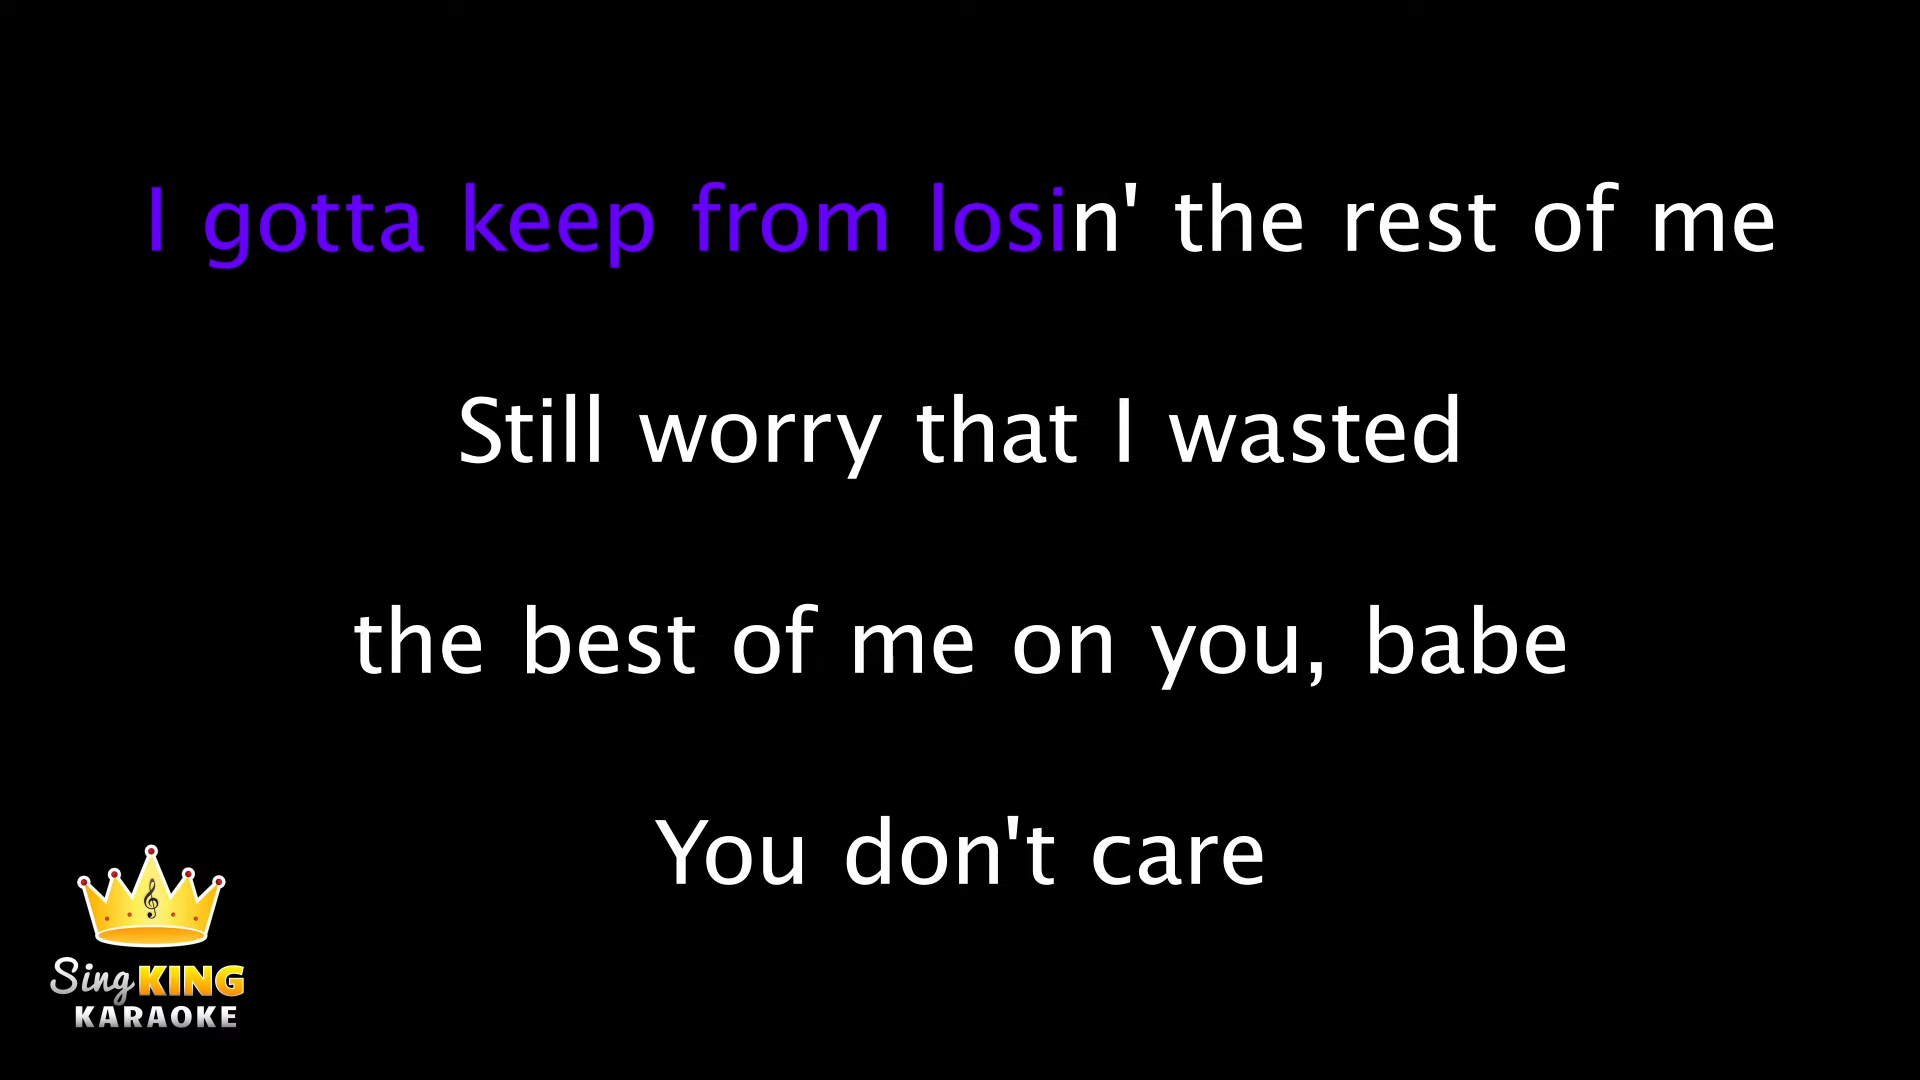 I gotta keep from losin' the rest of me
Still worry that I wasted
the best of me on you, babe
You don't care
Sing KING
KARAOKE